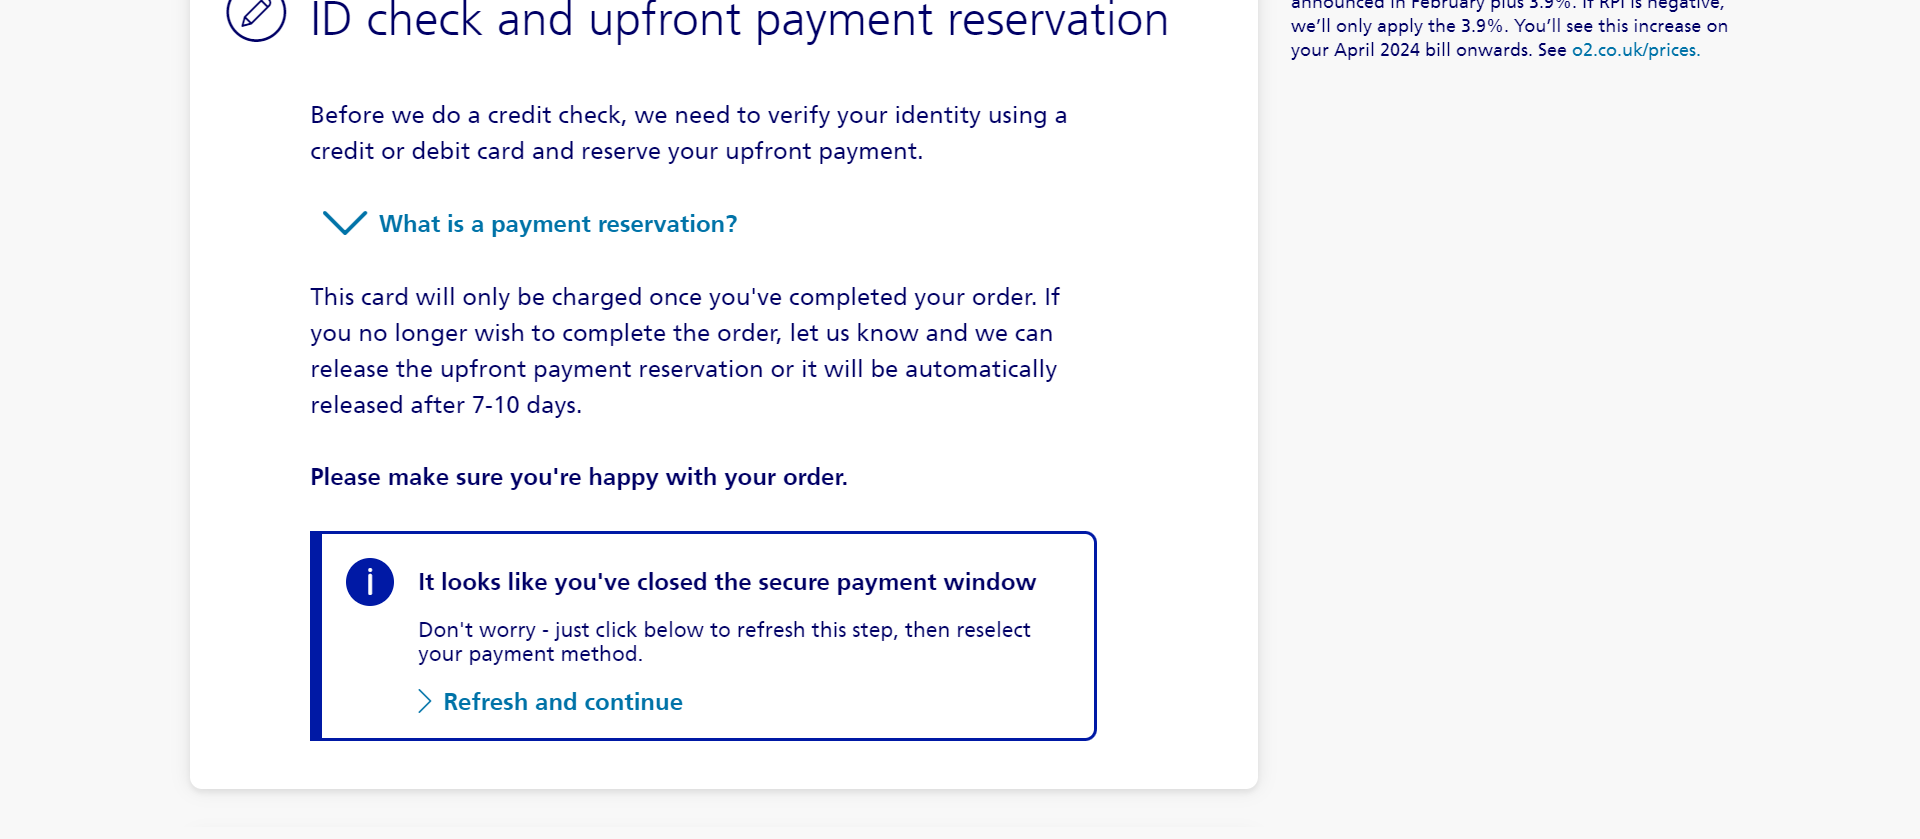 ID check and upfront payment reservation
Before we do a credit check, we need to verify your identity using a
credit or debit card and reserve your upfront payment.
What is a payment reservation?
This card will only be charged once you've completed your order. If
you no longer wish to complete the order, let us know and we can
release the upfront payment reservation or it will be automatically
released after 7-10 days.
Please make sure you're happy with your order.
It looks like you've closed the secure payment window
Don't worry - just click below to refresh this step, then reselect
your payment method.
Refresh and continue
announced in February plus 3.9%. If RPI is negative,
we’ll only apply the 3.9%. You’ll see this increase on
your April 2024 bill onwards. See o2.co.uk/prices.